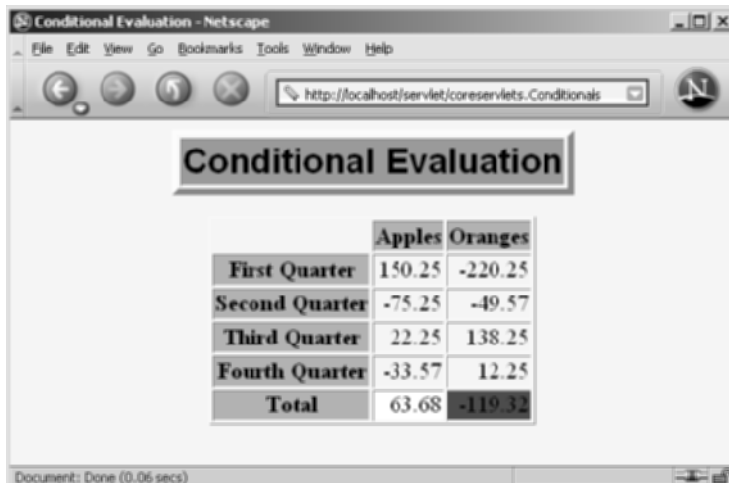 Conditional Evaluation - Netscape
File Edit View Go Bookmarks Tools Window Help
http://localhost/servlet/coreservlets.Conditionals
N
Conditional Evaluation
Apples Oranges
First Quarter 150.25 -220.25
Second Quarter -75.25 -49.57
Third Quarter 22.25 138.25
Fourth Quarter -33.57 12.25
Total 63.68 -119.32
Document: Done (0.06 secs)